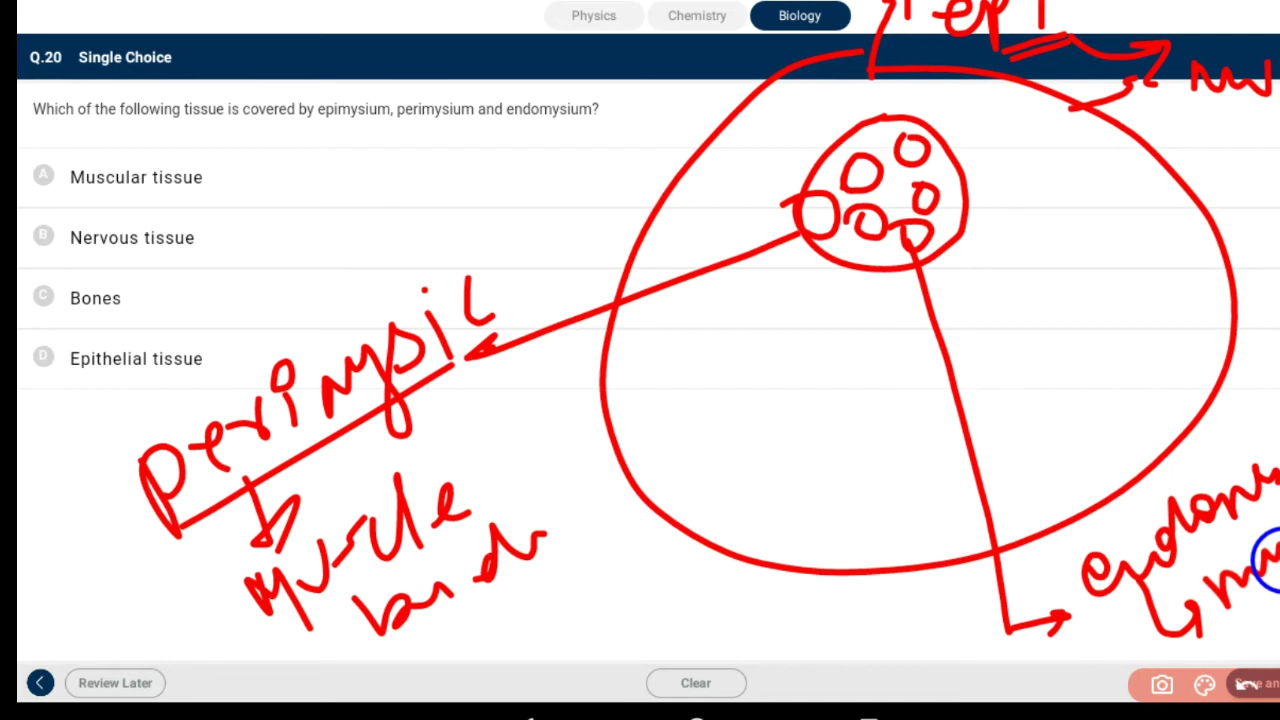 Physics Chemistry Biology
Q.20 Single Choice
Which of the following tissue is covered by epimysium, perimysium and endomysium?
A Muscular tissue
B Nervous tissue
C Bones
D Epithelial tissue
epi
perimysi
Muscle
Review Later
Clear